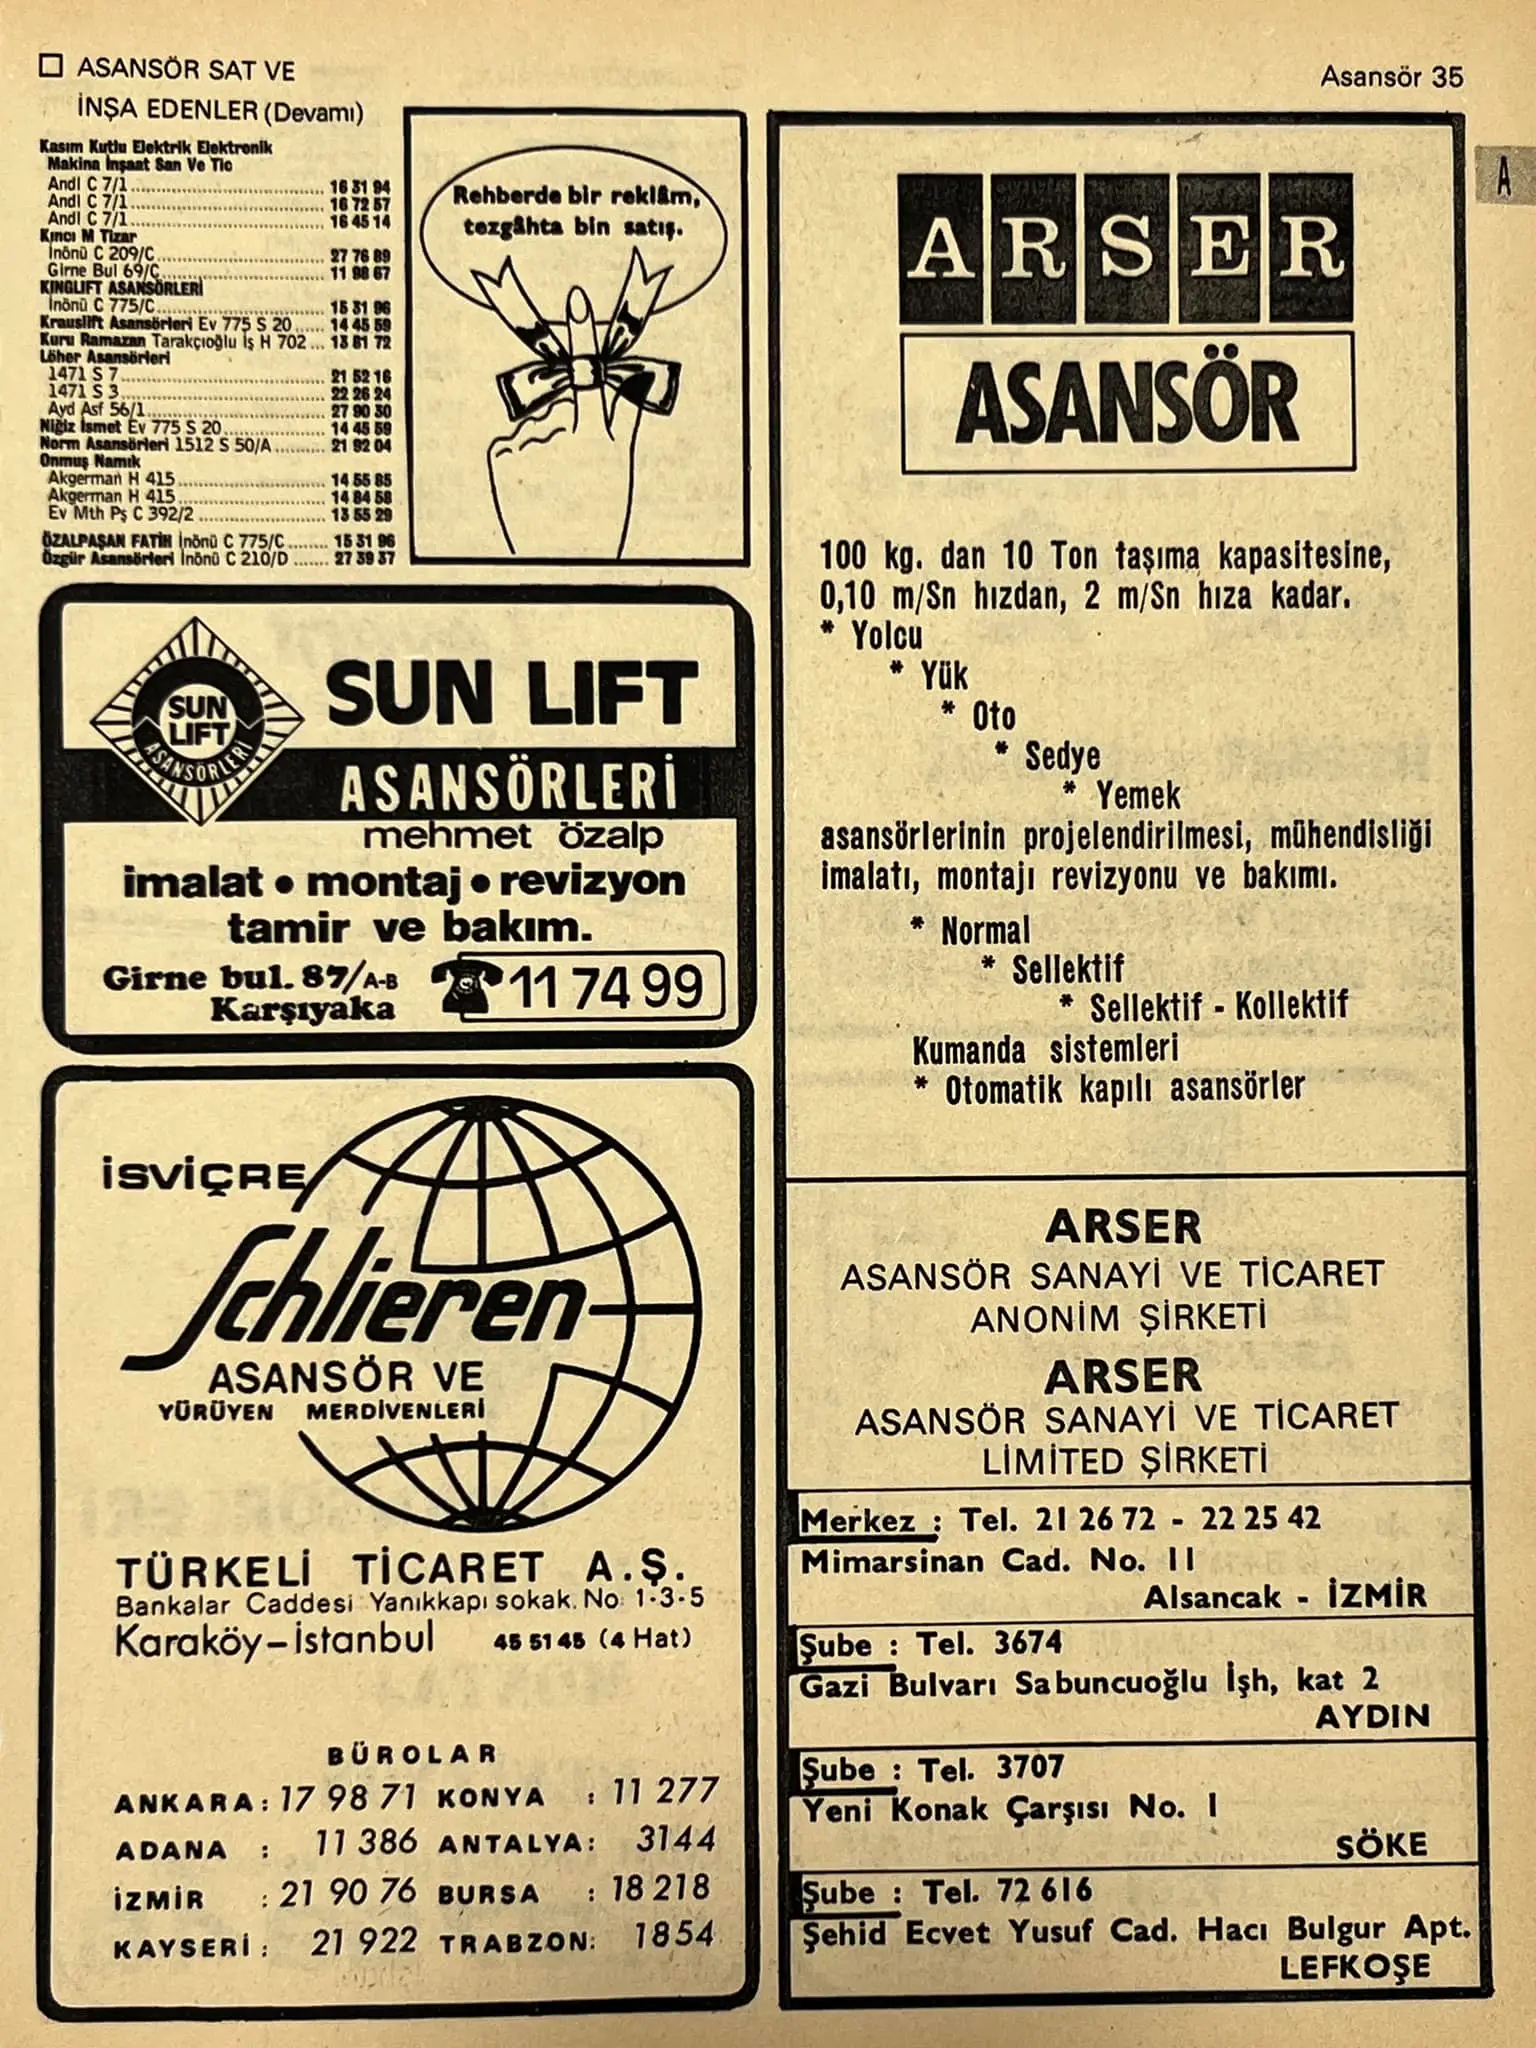 ☐ ASANSÖR SAT VE
İNŞA EDENLER (Devamı)
Kasım Kutlu Elektrik Elektronik
Makina İnşaat San Ve Tic
Andl C 7/1 ........ 16 31 94
Andl C 7/1 ........ 16 72 57
Andl C 7/1 ........ 16 45 14
Kıncı M Tizar
İnönü C 209/C ........ 27 76 89
Girne Bul 69/Ç ........ 11 98 67
KINGLIFT ASANSÖRLERİ
İnönü C 775/C ........ 15 31 96
Krauslift Asansörleri Ev 775 S 20 ...... 14 45 59
Kuru Ramazan Tarakçıoğlu İş H 702 ... 13 81 72
Löher Asansörleri
1471 S 7 ........ 21 52 16
1471 S 3 ........ 22 26 24
Ayd Asf 56/1 ........ 27 90 30
Niğiz İsmet Ev 775 S 20 ........ 14 45 59
Norm Asansörleri 1512 S 50/A ........ 21 92 04
Onmuş Namık
Akgerman H 415 ........ 14 55 85
Akgerman H 415 ........ 14 84 58
Ev Mth Pş C 392/2 ........ 13 55 29
ÖZALPAŞAN FATİH İnönü C 775/C ........ 15 31 96
Özgür Asansörleri İnönü C 210/D ....... 27 39 37
Rehberde bir reklâm,
tezgâhta bin satış.
SUN
LIFT
ASANSÖRLERİ
SUN LIFT
ASANSÖRLERİ
mehmet özalp
imalat • montaj • revizyon
tamir ve bakım.
Girne bul. 87/A-B
Karşıyaka
11 74 99
İSVİÇRE
Schlieren
ASANSÖR VE
YÜRÜYEN MERDİVENLERİ
TÜRKELİ TİCARET A.Ş.
Bankalar Caddesi Yanıkkapı sokak. No: 1-3-5
Karaköy–İstanbul 45 51 45 (4 Hat)
BÜROLAR
ANKARA: 17 98 71 KONYA : 11 277
ADANA : 11 386 ANTALYA: 3144
İZMİR : 21 90 76 BURSA : 18 218
KAYSERİ: 21 922 TRABZON: 1854
Asansör 35
A
ARSER
ASANSÖR
100 kg. dan 10 Ton taşıma kapasitesine,
0,10 m/Sn hızdan, 2 m/Sn hıza kadar.
* Yolcu
* Yük
* Oto
* Sedye
* Yemek
asansörlerinin projelendirilmesi, mühendisliği
imalatı, montajı revizyonu ve bakımı.
* Normal
* Sellektif
* Sellektif - Kollektif
Kumanda sistemleri
* Otomatik kapılı asansörler
ARSER
ASANSÖR SANAYİ VE TİCARET
ANONİM ŞİRKETİ
ARSER
ASANSÖR SANAYİ VE TİCARET
LİMİTED ŞİRKETİ
Merkez : Tel. 21 26 72 - 22 25 42
Mimarsinan Cad. No. 11
Alsancak - İZMİR
Şube : Tel. 3674
Gazi Bulvarı Sabuncuoğlu İşh, kat 2
AYDIN
Şube : Tel. 3707
Yeni Konak Çarşısı No. 1
SÖKE
Şube : Tel. 72 616
Şehid Ecvet Yusuf Cad. Hacı Bulgur Apt.
LEFKOŞE